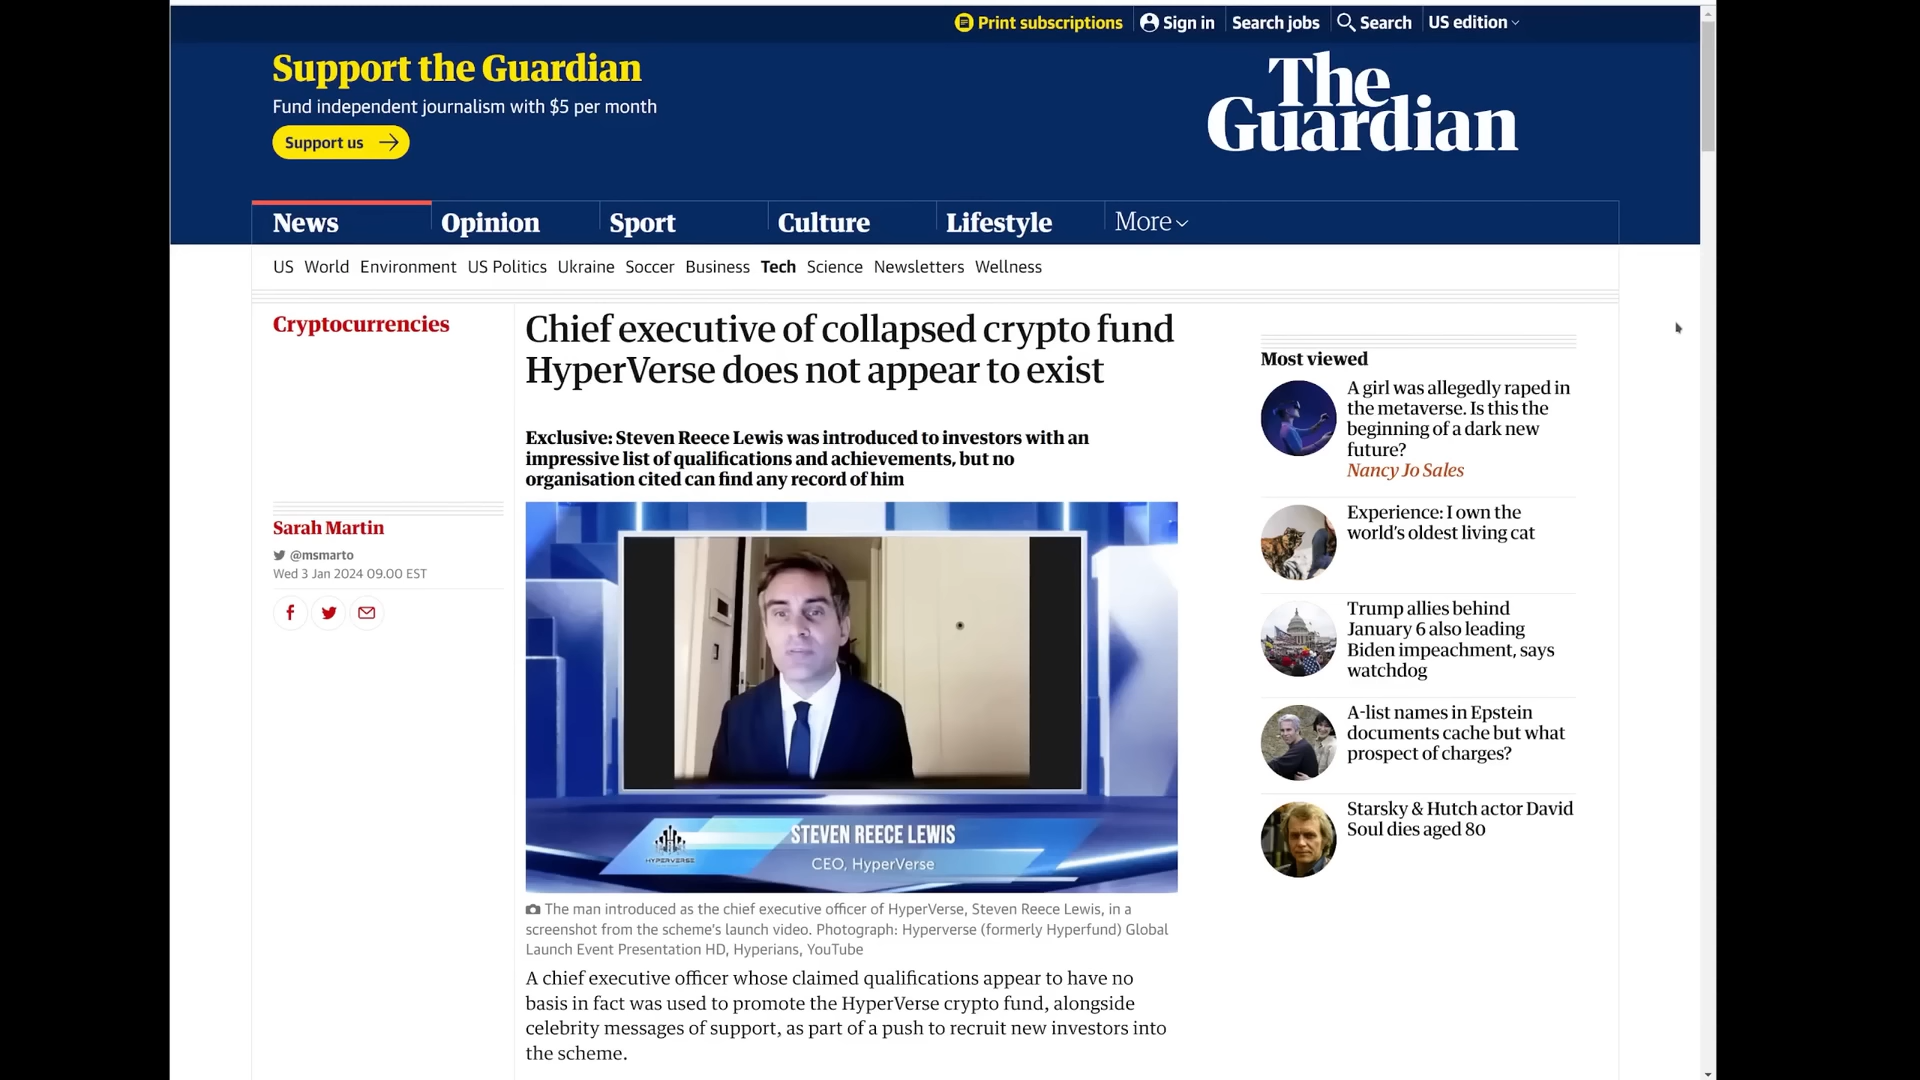 Print subscriptions
Sign in
Search jobs
Search
US edition
Support the Guardian
Fund independent journalism with $5 per month
Support us
The
Guardian
News
Opinion
Sport
Culture
Lifestyle
More
US World Environment US Politics Ukraine Soccer Business Tech Science Newsletters Wellness
Cryptocurrencies
Chief executive of collapsed crypto fund
HyperVerse does not appear to exist
Exclusive: Steven Reece Lewis was introduced to investors with an
impressive list of qualifications and achievements, but no
organisation cited can find any record of him
Sarah Martin
@msmarto
Wed 3 Jan 2024 09.00 EST
HYPERVERSE
STEVEN REECE LEWIS
CEO, HyperVerse
The man introduced as the chief executive officer of HyperVerse, Steven Reece Lewis, in a
screenshot from the scheme's launch video. Photograph: Hyperverse (formerly Hyperfund) Global
Launch Event Presentation HD, Hyperians, YouTube
A chief executive officer whose claimed qualifications appear to have no
basis in fact was used to promote the HyperVerse crypto fund, alongside
celebrity messages of support, as part of a push to recruit new investors into
the scheme.
Most viewed
A girl was allegedly raped in
the metaverse. Is this the
beginning of a dark new
future?
Nancy Jo Sales
Experience: I own the
world's oldest living cat
Trump allies behind
January 6 also leading
Biden impeachment, says
watchdog
A-list names in Epstein
documents cache but what
prospect of charges?
Starsky & Hutch actor David
Soul dies aged 80